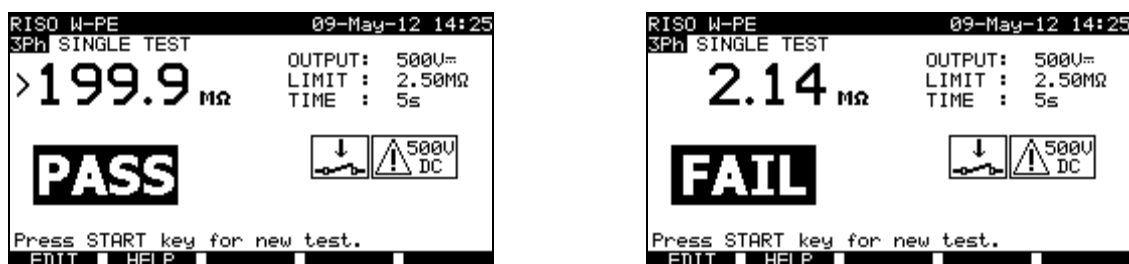 RISO W-PE 09-May-12 14:25
3Ph SINGLE TEST
>199.9 MΩ
OUTPUT: 500V=
LIMIT : 2.50MΩ
TIME : 5s
PASS
500V
DC
Press START key for new test.
EDIT HELP
RISO W-PE 09-May-12 14:25
3Ph SINGLE TEST
2.14 MΩ
OUTPUT: 500V=
LIMIT : 2.50MΩ
TIME : 5s
FAIL
500V
DC
Press START key for new test.
EDIT HELP